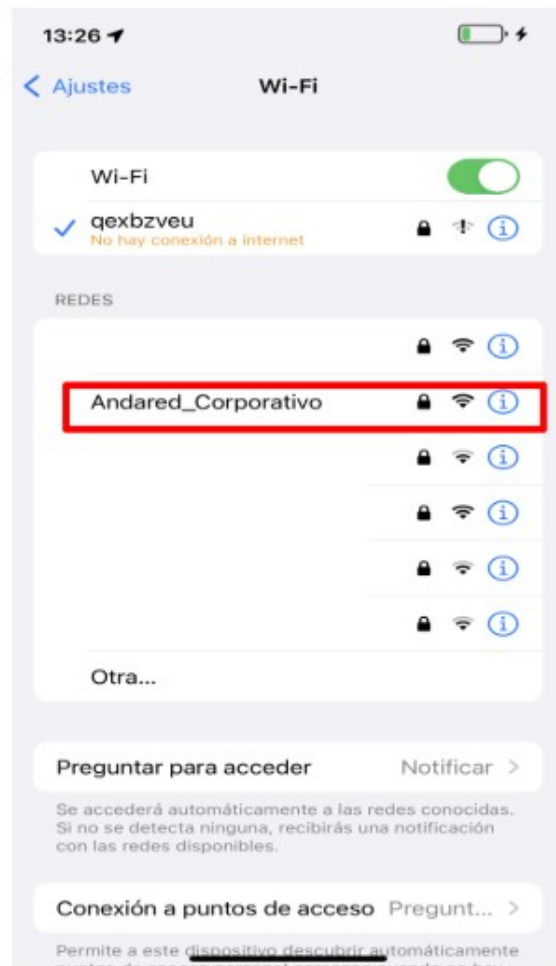 13:26
Ajustes
Wi-Fi
Wi-Fi
qexbzveu
No hay conexión a internet
REDES
Andared_Corporativo
Otra...
Preguntar para acceder Notificar
Se accederá automáticamente a las redes conocidas.
Si no se detecta ninguna, recibirás una notificación
con las redes disponibles.
Conexión a puntos de acceso Pregunt...
Permite a este dispositivo descubrir automáticamente